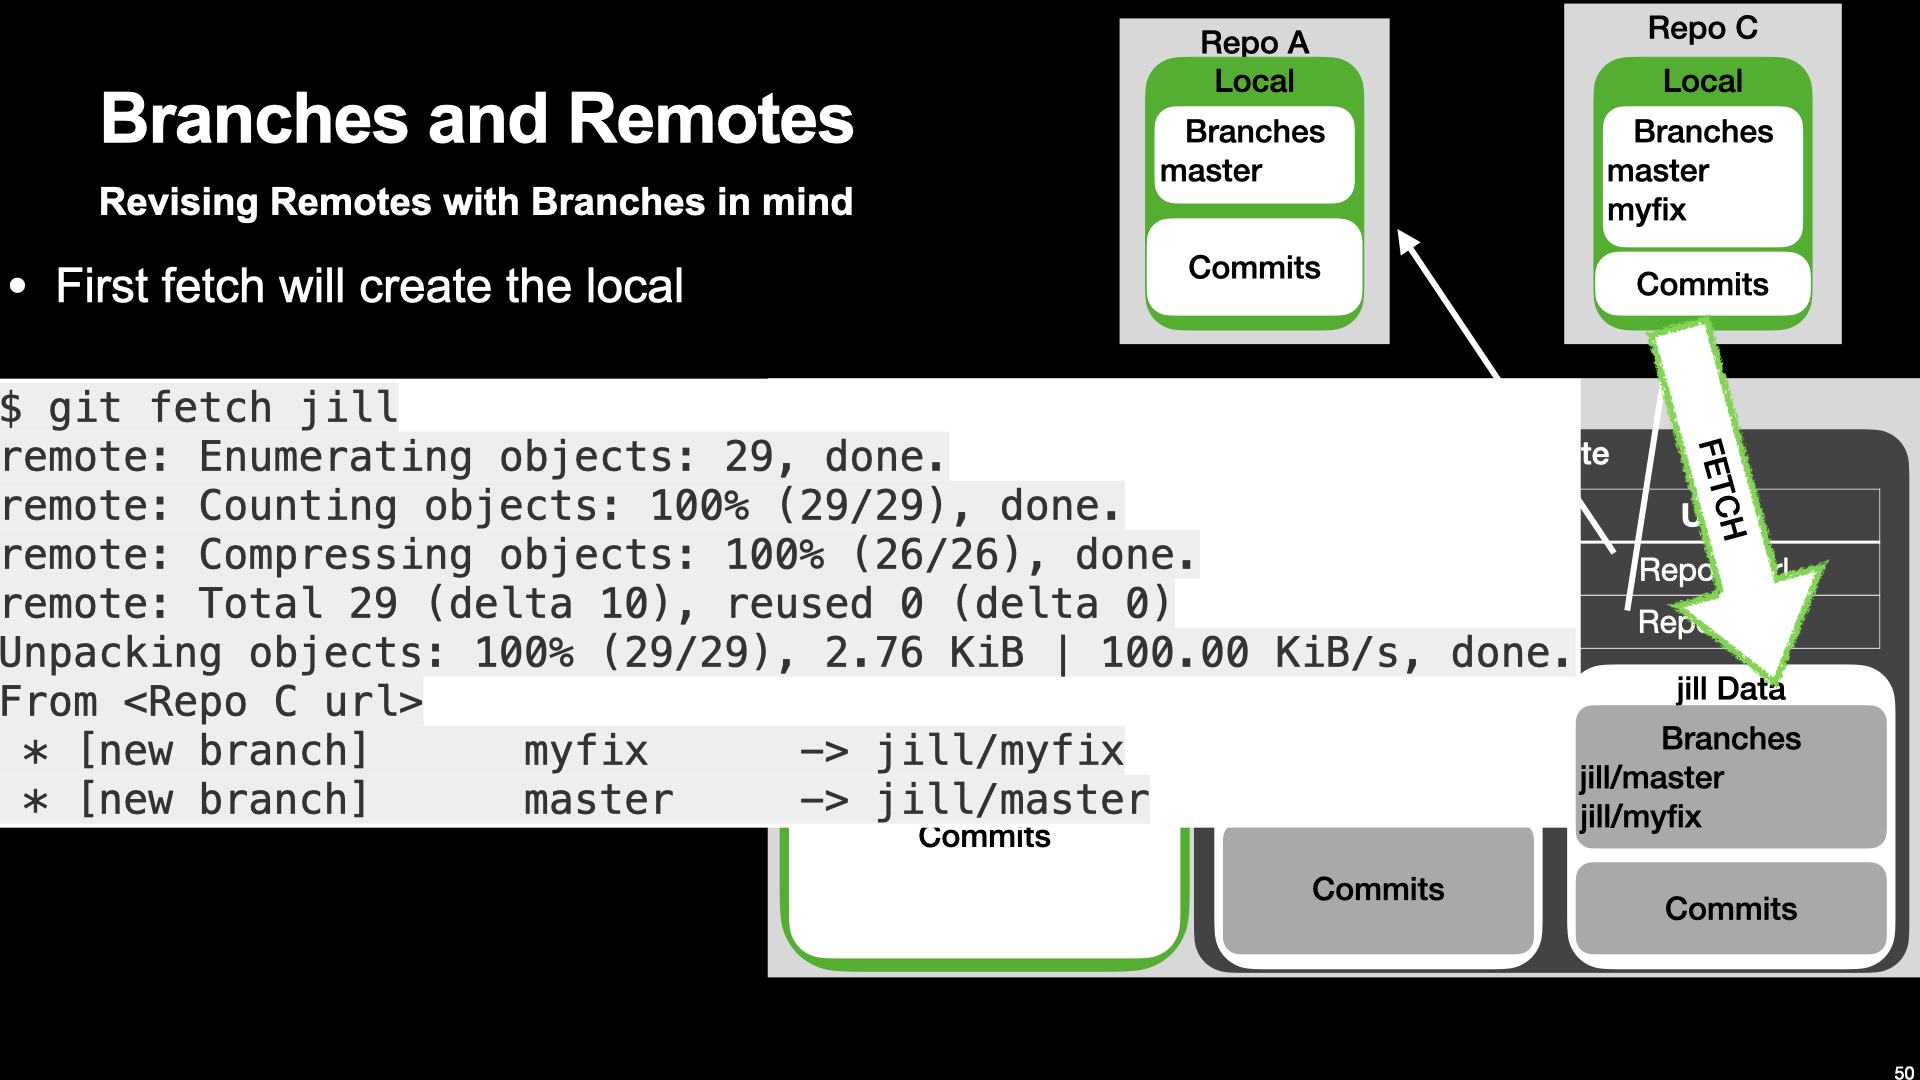 Branches and Remotes
Revising Remotes with Branches in mind
• First fetch will create the local
Repo A
Local
Branches
master
Commits
Repo C
Local
Branches
master
myfix
Commits
FETCH
$ git fetch jill
remote: Enumerating objects: 29, done.
remote: Counting objects: 100% (29/29), done.
remote: Compressing objects: 100% (26/26), done.
remote: Total 29 (delta 10), reused 0 (delta 0)
Unpacking objects: 100% (29/29), 2.76 KiB | 100.00 KiB/s, done.
From <Repo C url>
* [new branch] myfix -> jill/myfix
* [new branch] master -> jill/master
te
Repo
jill Data
Branches
jill/master
jill/myfix
Commits
Commits
Commits
50